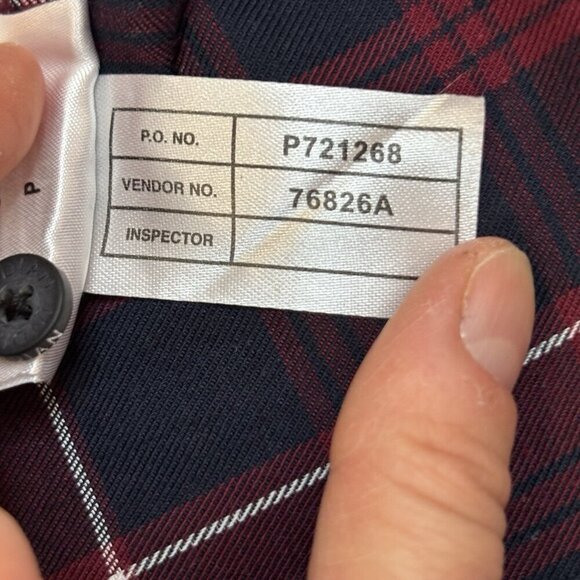 P.O. NO. P721268
VENDOR NO. 76826A
INSPECTOR
P